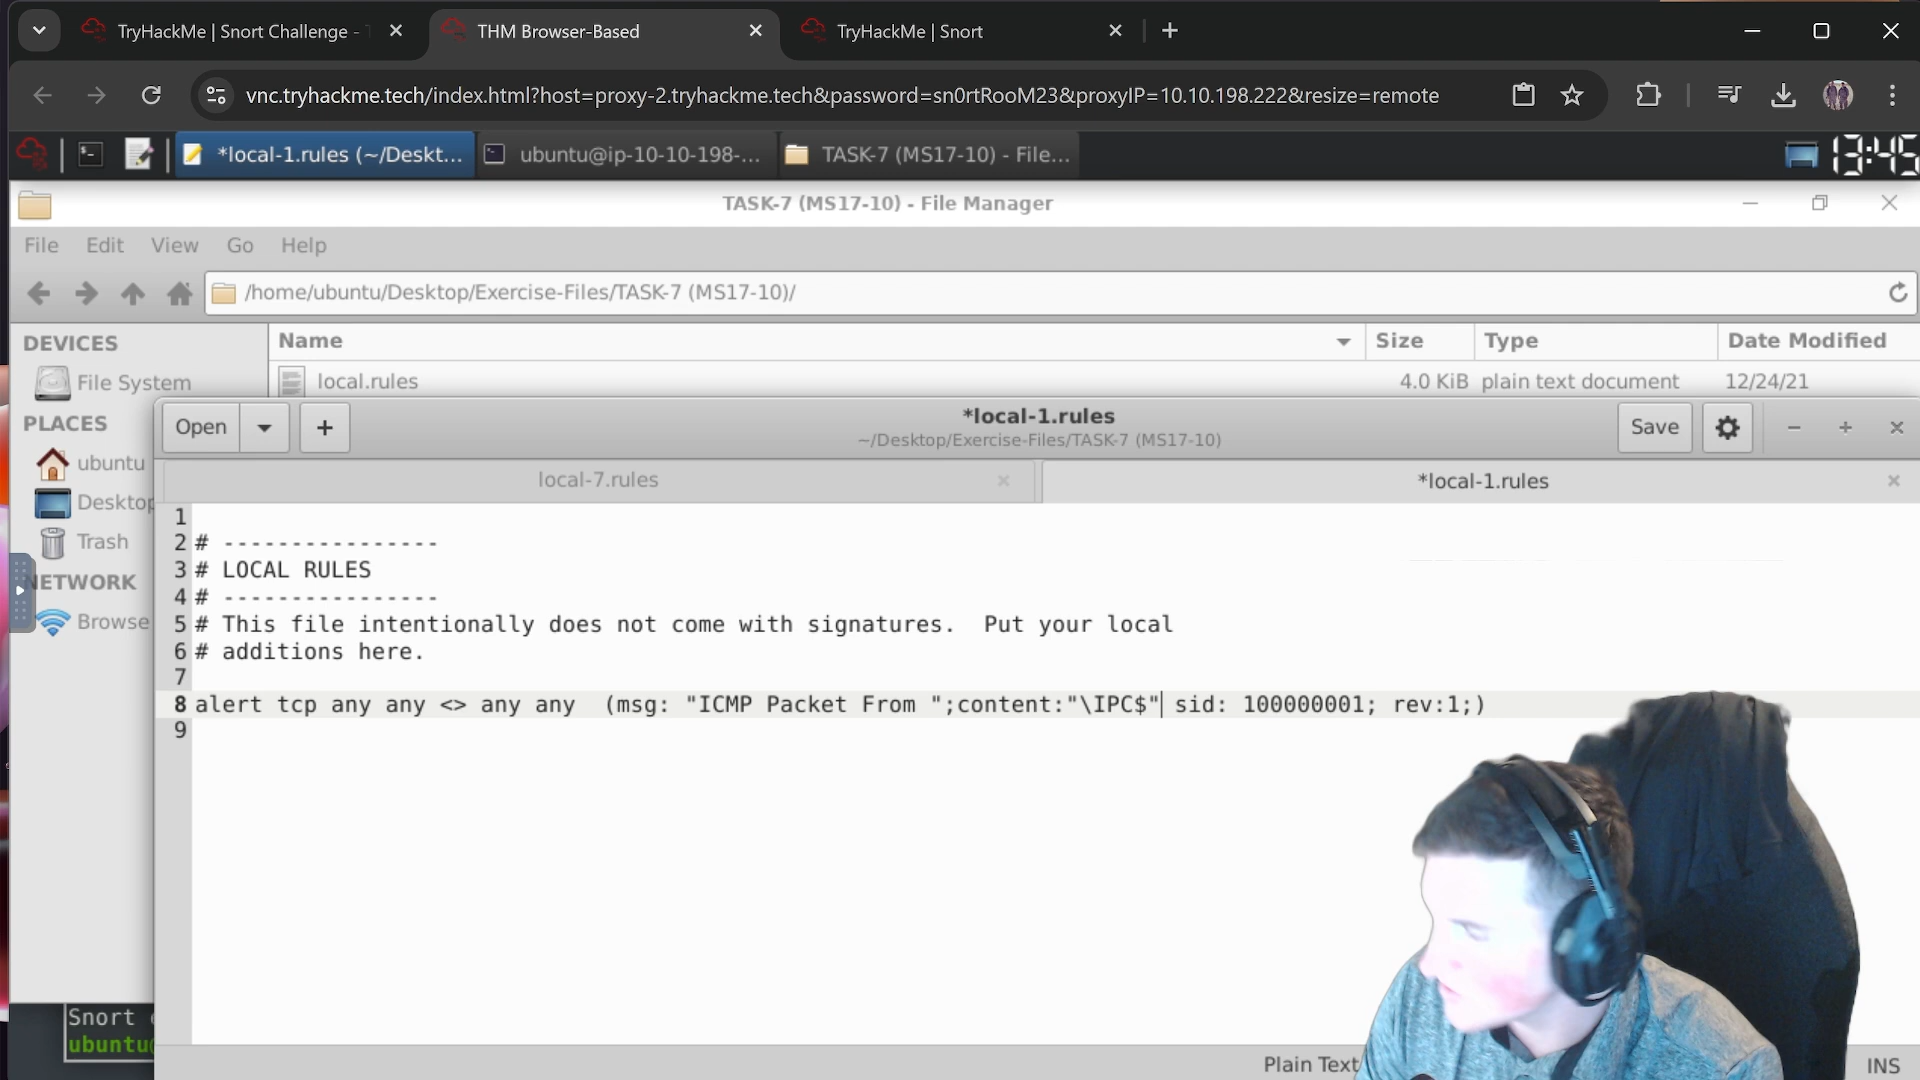 TryHackMe | Snort Challenge -
THM Browser-Based
TryHackMe | Snort
vnc.tryhackme.tech/index.html?host=proxy-2.tryhackme.tech&password=sn0rtRooM23&proxyIP=10.10.198.222&resize=remote
*local-1.rules (~/Deskt...
ubuntu@ip-10-10-198-...
TASK-7 (MS17-10) - File...
13:45
TASK-7 (MS17-10) - File Manager
File Edit View Go Help
/home/ubuntu/Desktop/Exercise-Files/TASK-7 (MS17-10)/
DEVICES
Name Size Type Date Modified
File System
local.rules 4.0 KiB plain text document 12/24/21
PLACES
ubuntu
Desktop
Trash
NETWORK
Browse
Open
*local-1.rules
~/Desktop/Exercise-Files/TASK-7 (MS17-10)
Save
local-7.rules
*local-1.rules
1
2 # ----------------
3 # LOCAL RULES
4 # ----------------
5 # This file intentionally does not come with signatures.  Put your local
6 # additions here.
7
8 alert tcp any any <> any any  (msg: "ICMP Packet From ";content:"\IPC$" sid: 100000001; rev:1;)
9
Snort
ubuntu@
Plain Text
INS